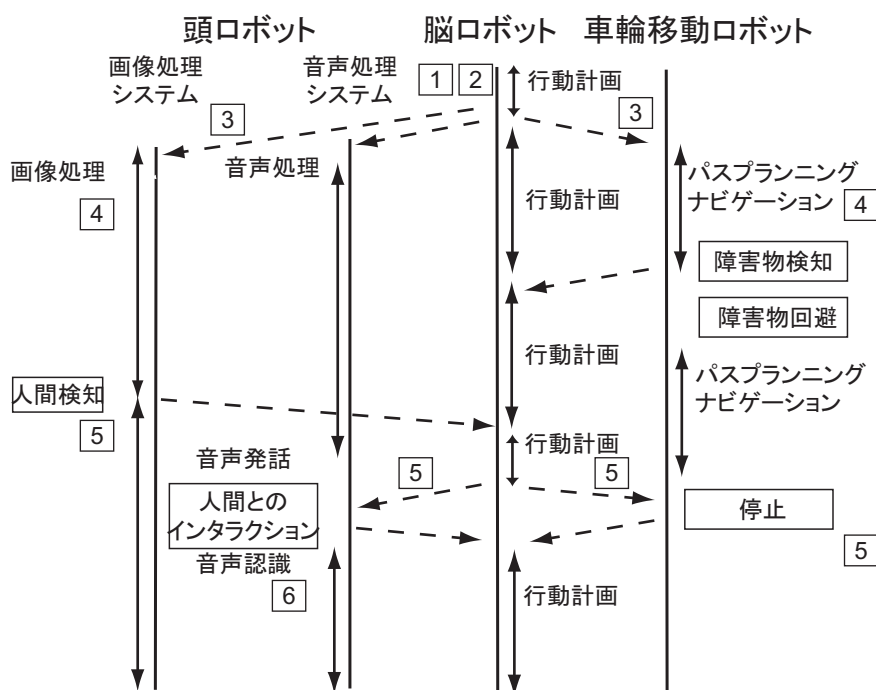 頭ロボット
脳ロボット
車輪移動ロボット
画像処理
システム
音声処理
システム
1
2
行動計画
3
3
画像処理
4
音声処理
行動計画
パスプランニング
ナビゲーション
4
障害物検知
障害物回避
行動計画
パスプランニング
ナビゲーション
人間検知
5
行動計画
音声発話
5
5
人間との
インタラクション
停止
音声認識
5
6
行動計画